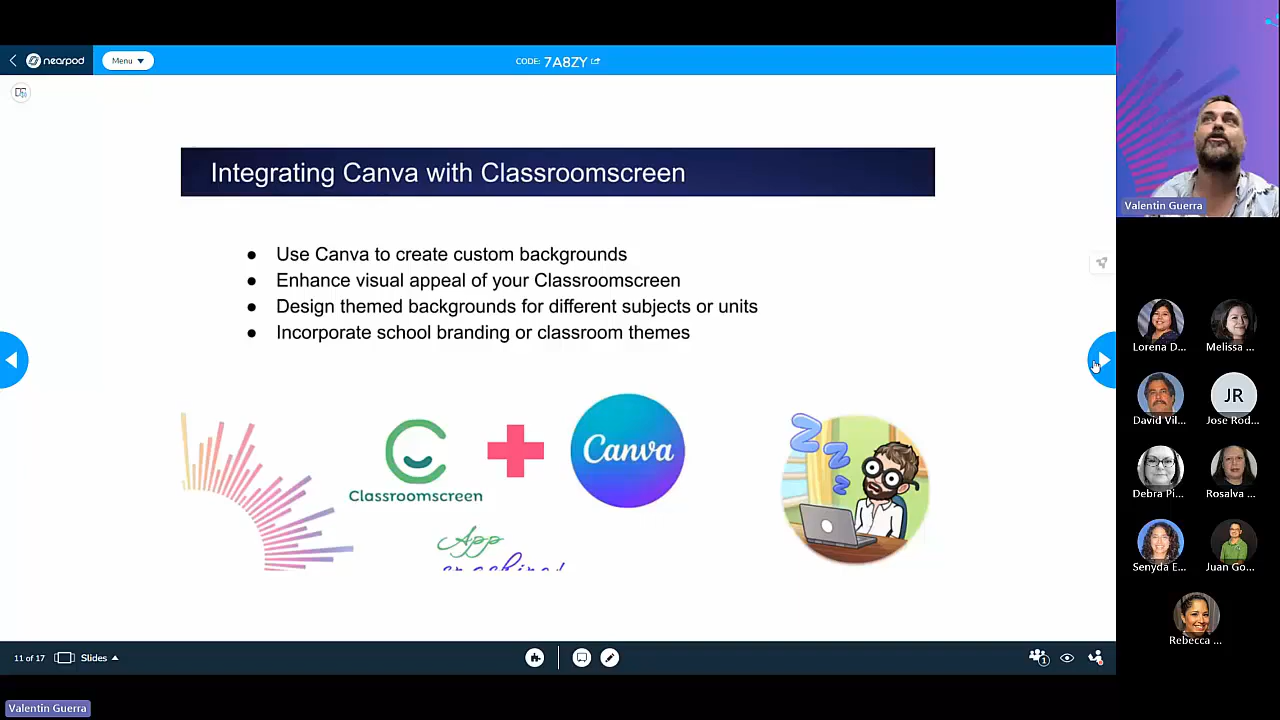 nearpod
Menu
CODE: 7A8ZY
Integrating Canva with Classroomscreen
● Use Canva to create custom backgrounds
● Enhance visual appeal of your Classroomscreen
● Design themed backgrounds for different subjects or units
● Incorporate school branding or classroom themes
Classroomscreen
Canva
App
Z Z Z
11 of 17
Slides
1
Valentin Guerra
Valentin Guerra
Lorena D...
Melissa ...
David Vil...
JR
Jose Rod...
Debra Pi...
Rosalva ...
Senyda E...
Juan Go...
Rebecca ...